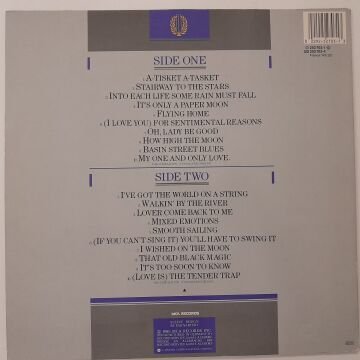 SIDE ONE
A-TISKET A-TASKET
STAIRWAY TO THE STARS
INTO EACH LIFE SOME RAIN MUST FALL
IT'S ONLY A PAPER MOON
FLYING HOME
(I LOVE YOU) FOR SENTIMENTAL REASONS
OH, LADY BE GOOD
HOW HIGH THE MOON
BASIN STREET BLUES
MY ONE AND ONLY LOVE
SIDE TWO
I'VE GOT THE WORLD ON A STRING
WALKIN' BY THE RIVER
LOVER COME BACK TO ME
MIXED EMOTIONS
SMOOTH SAILING
(IF YOU CAN'T SING IT) YOU'LL HAVE TO SWING IT
I WISHED ON THE MOON
THAT OLD BLACK MAGIC
IT'S TOO SOON TO KNOW
(LOVE IS) THE TENDER TRAP
MCA RECORDS